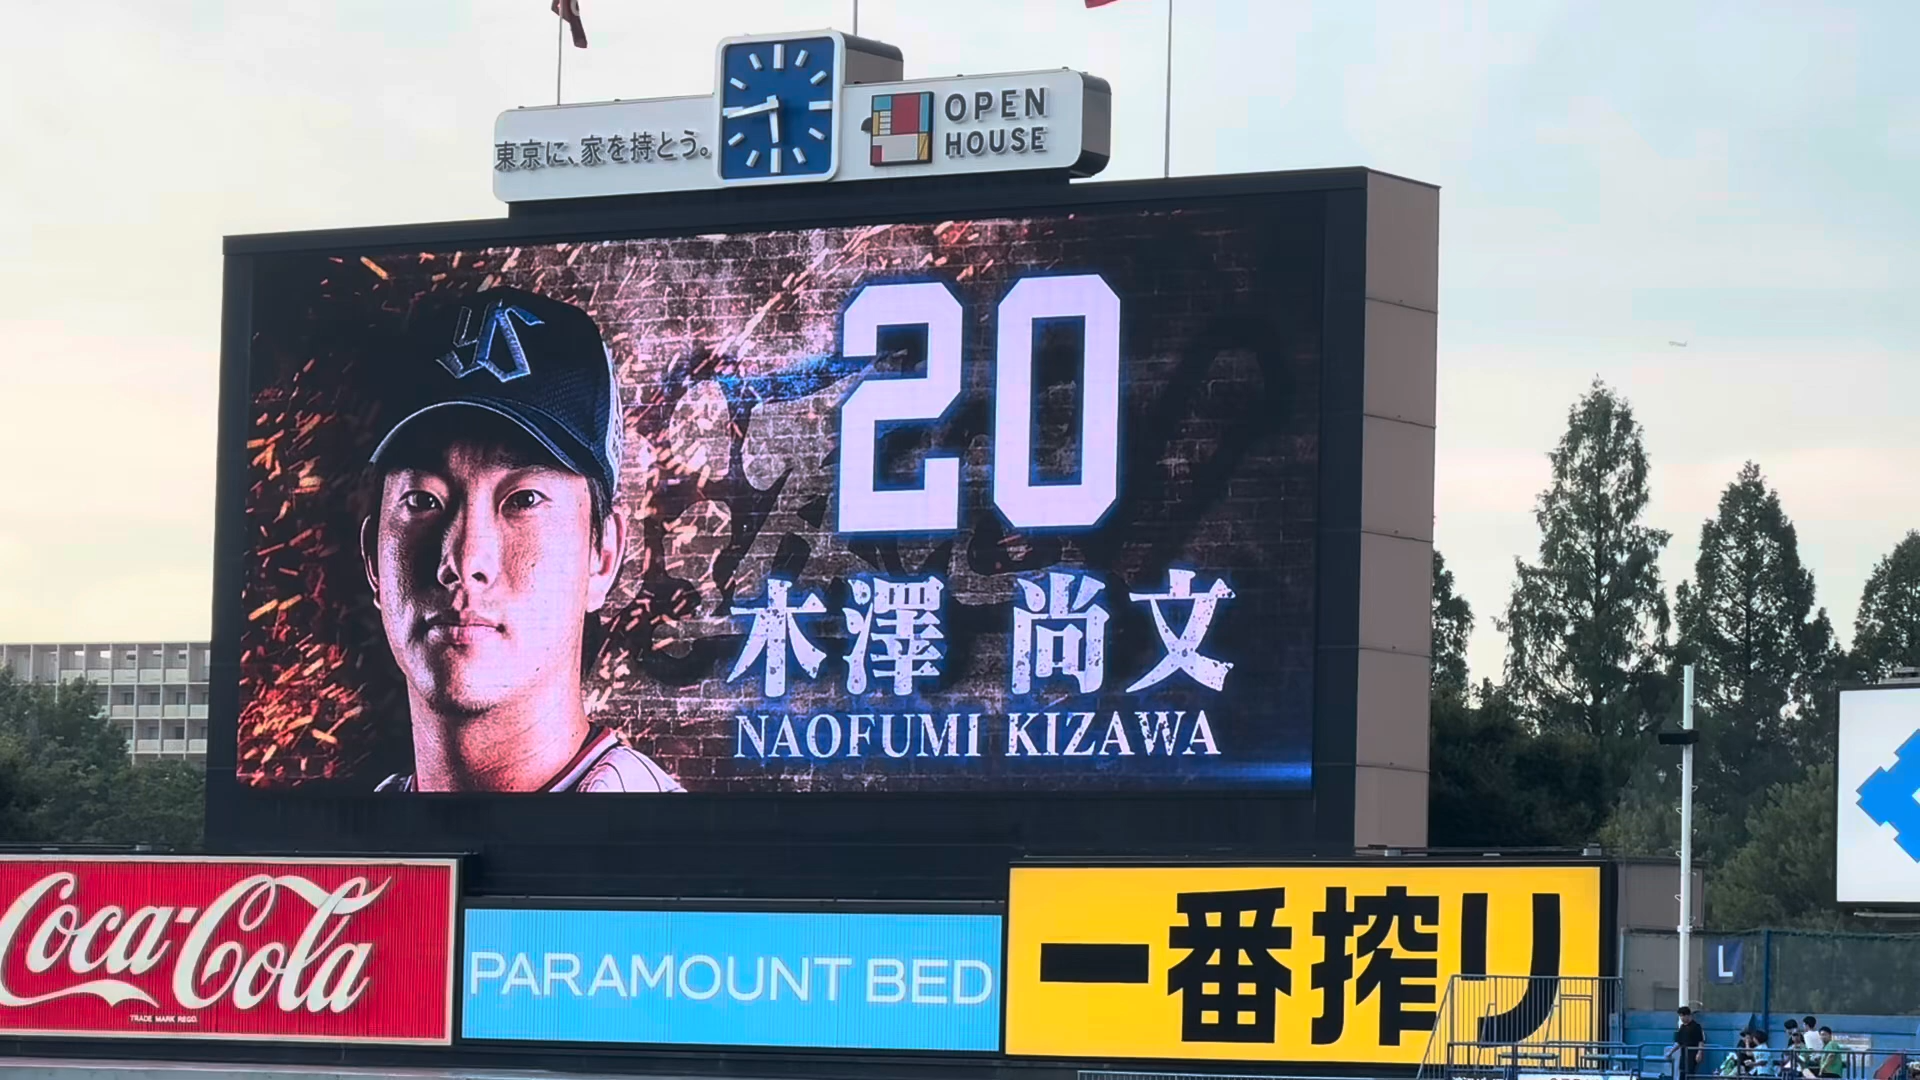 東京に、家を持とう。
OPEN
HOUSE
20
木澤 尚文
NAOFUMI KIZAWA
Coca-Cola
TRADE MARK REGD.
PARAMOUNT BED
一番搾り
L